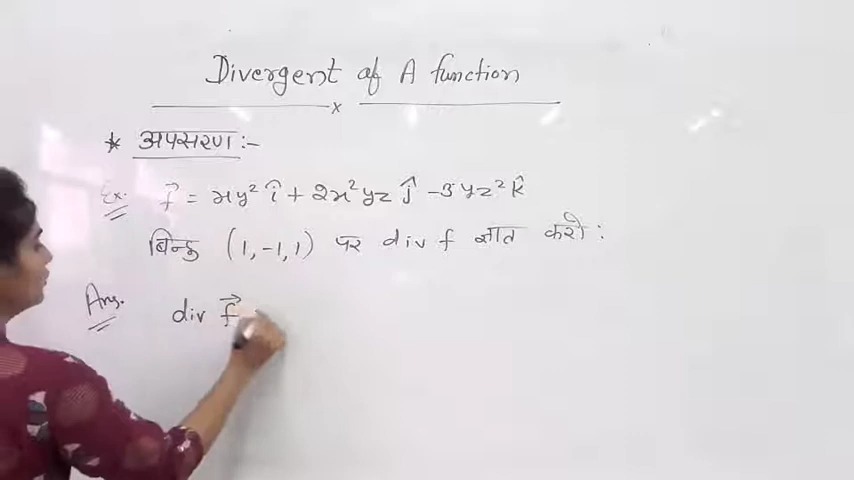 Divergent of A function
x
* अपसरण :-
Ex. f⃗ = xy² î + 2x²yz ĵ - 3yz² k̂
बिन्दु (1,-1,1) पर div f ज्ञात करो :
Ans. div f⃗